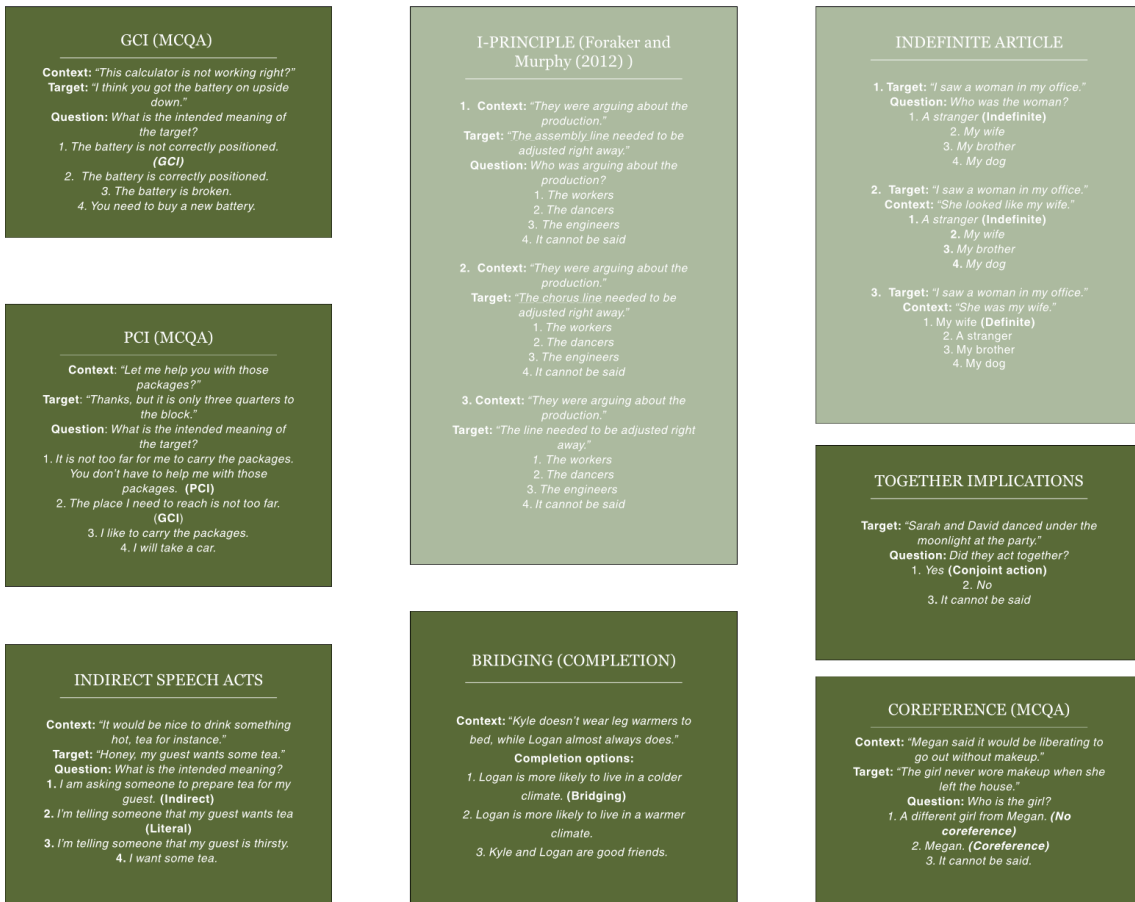 GCI (MCQA)
Context: “This calculator is not working right?”
Target: “I think you got the battery on upside
down.”
Question: What is the intended meaning of
the target?
1. The battery is not correctly positioned.
(GCI)
2. The battery is correctly positioned.
3. The battery is broken.
4. You need to buy a new battery.
PCI (MCQA)
Context: “Let me help you with those
packages?”
Target: “Thanks, but it is only three quarters to
the block.”
Question: What is the intended meaning of
the target?
1. It is not too far for me to carry the packages.
You don’t have to help me with those
packages. (PCI)
2. The place I need to reach is not too far.
(GCI)
3. I like to carry the packages.
4. I will take a car.
INDIRECT SPEECH ACTS
Context: “It would be nice to drink something
hot, tea for instance.”
Target: “Honey, my guest wants some tea.”
Question: What is the intended meaning?
1. I am asking someone to prepare tea for my
guest. (Indirect)
2. I’m telling someone that my guest wants tea
(Literal)
3. I’m telling someone that my guest is thirsty.
4. I want some tea.
I-PRINCIPLE (Foraker and
Murphy (2012) )
1. Context: “They were arguing about the
production.”
Target: “The assembly line needed to be
adjusted right away.”
Question: Who was arguing about the
production?
1. The workers
2. The dancers
3. The engineers
4. It cannot be said
2. Context: “They were arguing about the
production.”
Target: “The chorus line needed to be
adjusted right away.”
1. The workers
2. The dancers
3. The engineers
4. It cannot be said
3. Context: “They were arguing about the
production.”
Target: “The line needed to be adjusted right
away.”
1. The workers
2. The dancers
3. The engineers
4. It cannot be said
BRIDGING (COMPLETION)
Context: “Kyle doesn’t wear leg warmers to
bed, while Logan almost always does.”
Completion options:
1. Logan is more likely to live in a colder
climate. (Bridging)
2. Logan is more likely to live in a warmer
climate.
3. Kyle and Logan are good friends.
INDEFINITE ARTICLE
1. Target: “I saw a woman in my office.”
Question: Who was the woman?
1. A stranger (Indefinite)
2. My wife
3. My brother
4. My dog
2. Target: “I saw a woman in my office.”
Context: “She looked like my wife.”
1. A stranger (Indefinite)
2. My wife
3. My brother
4. My dog
3. Target: “I saw a woman in my office.”
Context: “She was my wife.”
1. My wife (Definite)
2. A stranger
3. My brother
4. My dog
TOGETHER IMPLICATIONS
Target: “Sarah and David danced under the
moonlight at the party.”
Question: Did they act together?
1. Yes (Conjoint action)
2. No
3. It cannot be said
COREFERENCE (MCQA)
Context: “Megan said it would be liberating to
go out without makeup.”
Target: “The girl never wore makeup when she
left the house.”
Question: Who is the girl?
1. A different girl from Megan. (No
coreference)
2. Megan. (Coreference)
3. It cannot be said.